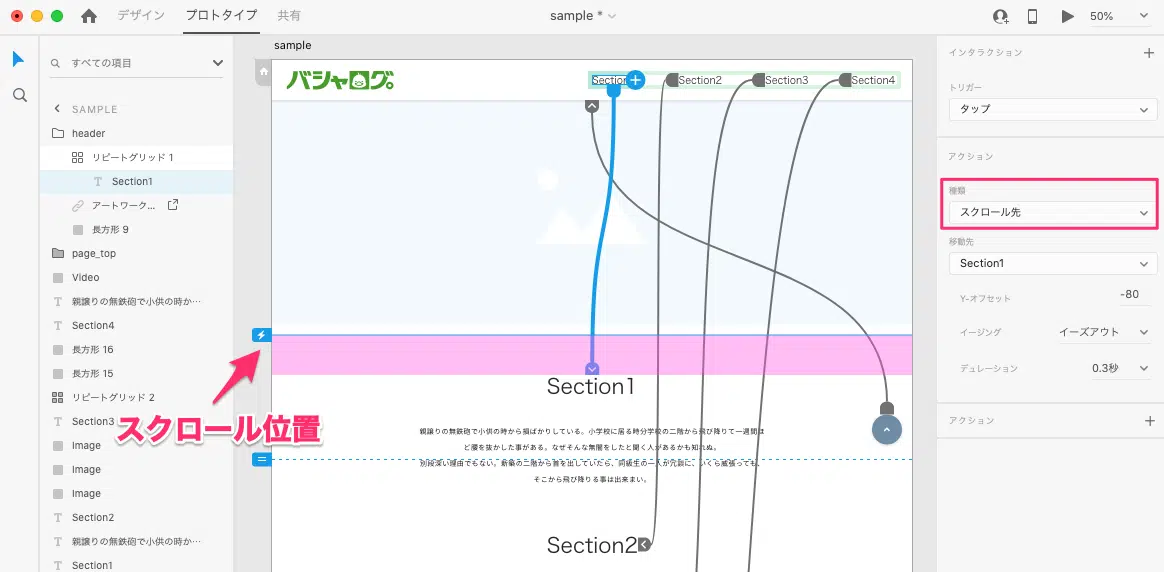 デザイン
プロトタイプ
共有
sample *
50%
すべての項目
SAMPLE
header
リピートグリッド 1
Section1
アートワーク...
長方形 9
page_top
Video
親譲りの無鉄砲で小供の時か…
Section4
長方形 16
長方形 15
リピートグリッド 2
Section3
Image
Image
Image
Section2
親譲りの無鉄砲で小供の時か…
Section1
sample
バシャログ。
Section
Section2
Section3
Section4
スクロール位置
Section1
親譲りの無鉄砲で小供の時から損ばかりしている。小学校に居る時分学校の二階から飛び降りて一週間ほ
ど腰を抜かした事がある。なぜそんな無闇をしたと聞く人があるかも知れぬ。
別段深い理由でもない。新築の二階から首を出していたら、同級生の一人が冗談に、いくら威張っても、
そこから飛び降りる事は出来まい。
Section2
インタラクション
トリガー
タップ
アクション
種類
スクロール先
移動先
Section1
Y-オフセット
-80
イージング
イーズアウト
デュレーション
0.3秒
アクション